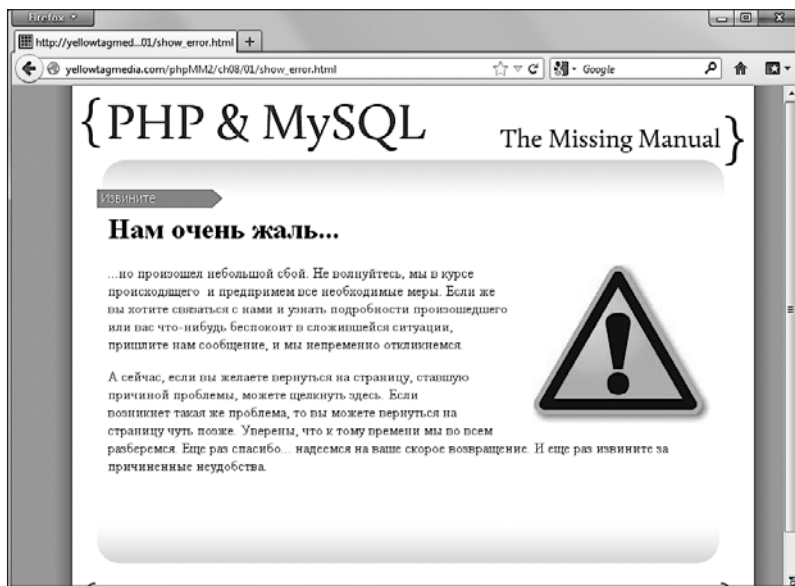 Firefox
http://yellowtagmed...01/show_error.html
yellowtagmedia.com/phpMM2/ch08/01/show_error.html
Google
{PHP & MySQL
The Missing Manual}
Извините
Нам очень жаль...
...но произошел небольшой сбой. Не волнуйтесь, мы в курсе
происходящего и предпримем все необходимые меры. Если же
вы хотите связаться с нами и узнать подробности произошедшего
или вас что-нибудь беспокоит в сложившейся ситуации,
пришлите нам сообщение, и мы непременно откликнемся.
А сейчас, если вы желаете вернуться на страницу, ставшую
причиной проблемы, можете щелкнуть здесь. Если
возникнет такая же проблема, то вы можете вернуться на
страницу чуть позже. Уверены, что к тому времени мы во всем
разберемся. Еще раз спасибо... надеемся на ваше скорое возвращение. И еще раз извините за
причиненные неудобства.